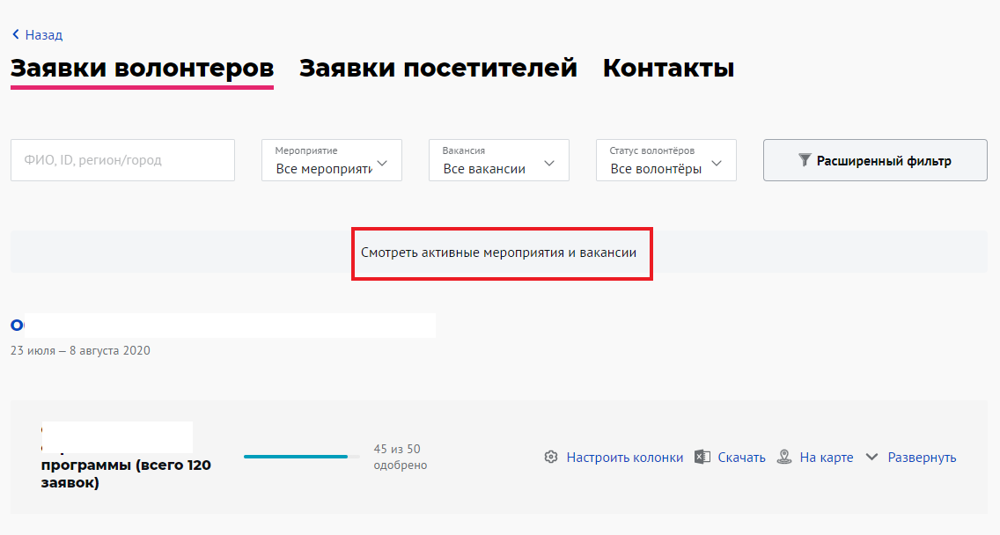 Назад
Заявки волонтеров Заявки посетителей Контакты
ФИО, ID, регион/город
Мероприятие
Все мероприяти
Вакансия
Все вакансии
Статус волонтёров
Все волонтёры
Расширенный фильтр
Смотреть активные мероприятия и вакансии
23 июля — 8 августа 2020
программы (всего 120
заявок)
45 из 50
одобрено
Настроить колонки Скачать На карте Развернуть